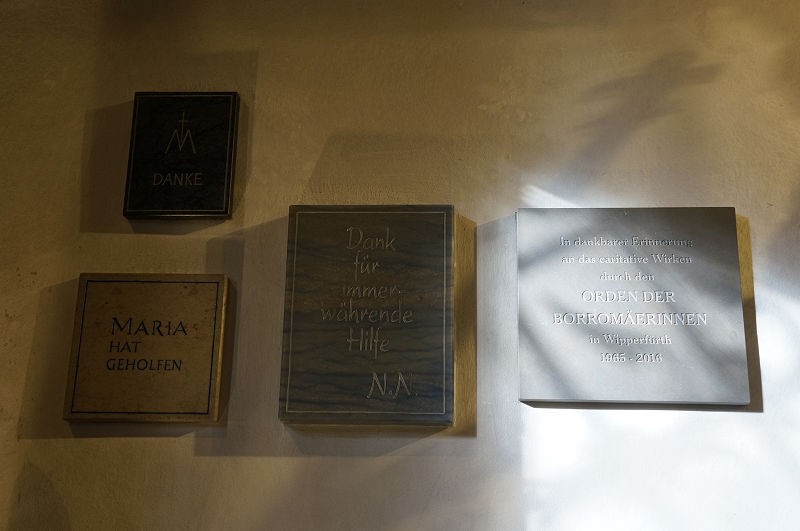 M
DANKE
MARIA
HAT
GEHOLFEN
Dank
für
immer-
währende
Hilfe
N.N.
In dankbarer Erinnerung
an das caritative Wirken
durch den
ORDEN DER
BORROMÄERINNEN
in Wipperfürth
1965 - 2016